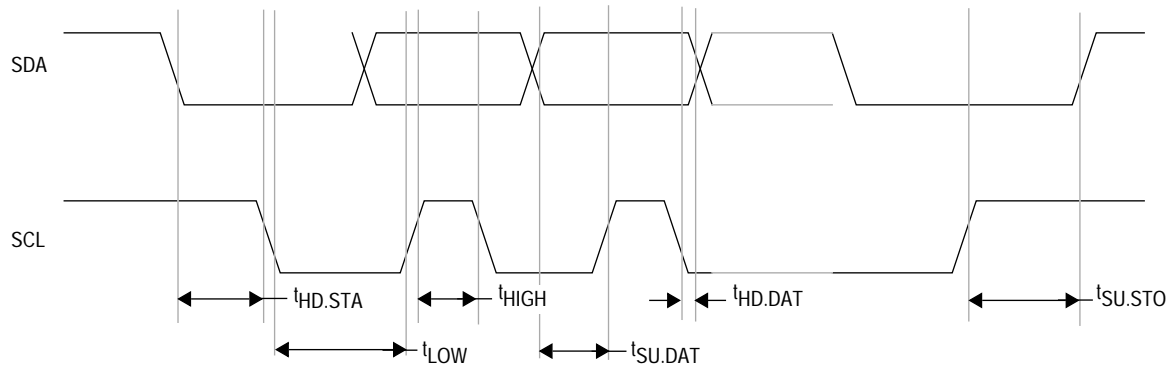 SDA
SCL
tHD.STA
tHIGH
tHD.DAT
tSU.STO
tLOW
tSU.DAT